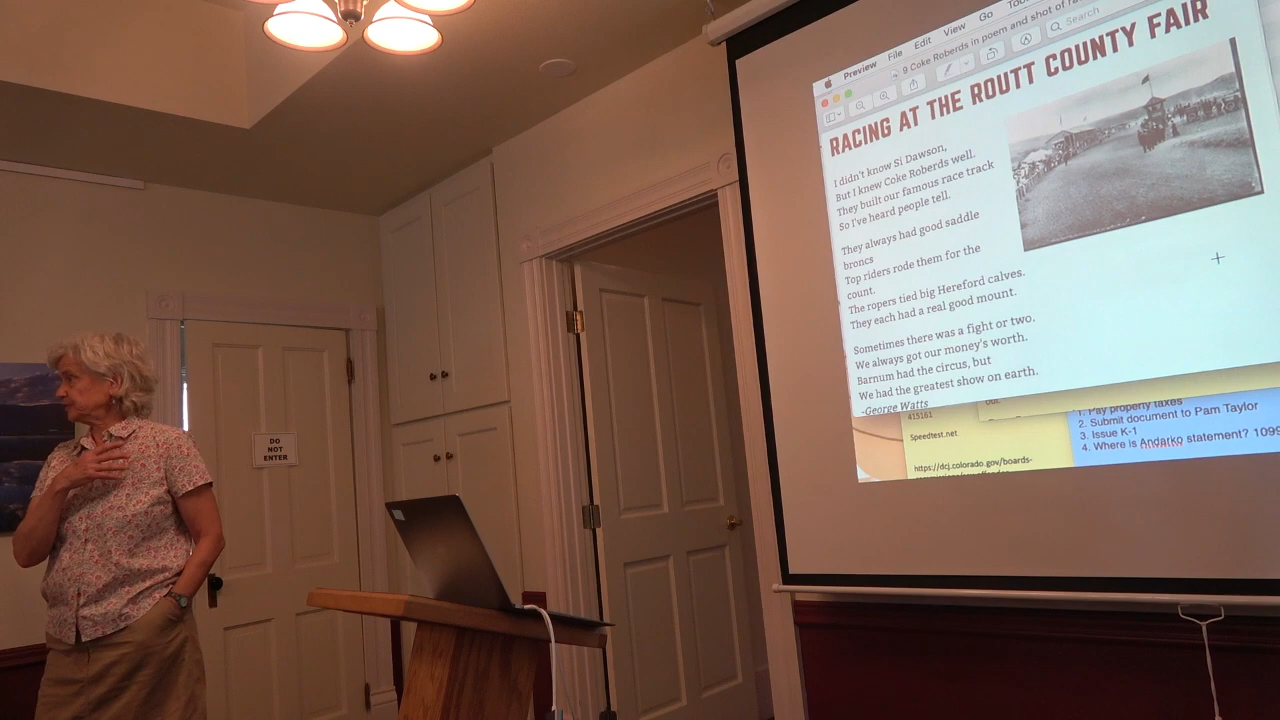 DO
NOT
ENTER
Preview File Edit View Go
9 Coke Roberds in poem and shot of
Search
RACING AT THE ROUTT COUNTY FAIR
I didn't know Si Dawson,
But I knew Coke Roberds well.
They built our famous race track
So I've heard people tell.
They always had good saddle
broncs
Top riders rode them for the
count.
The ropers tied big Hereford calves.
They each had a real good mount.
Sometimes there was a fight or two.
We always got our money's worth.
Barnum had the circus, but
We had the greatest show on earth.
-George Watts
415161
Speedtest.net
https://dcj.colorado.gov/boards-
out.
1. Pay property taxes
2. Submit document to Pam Taylor
3. Issue K-1
4. Where is Andarko statement? 1099